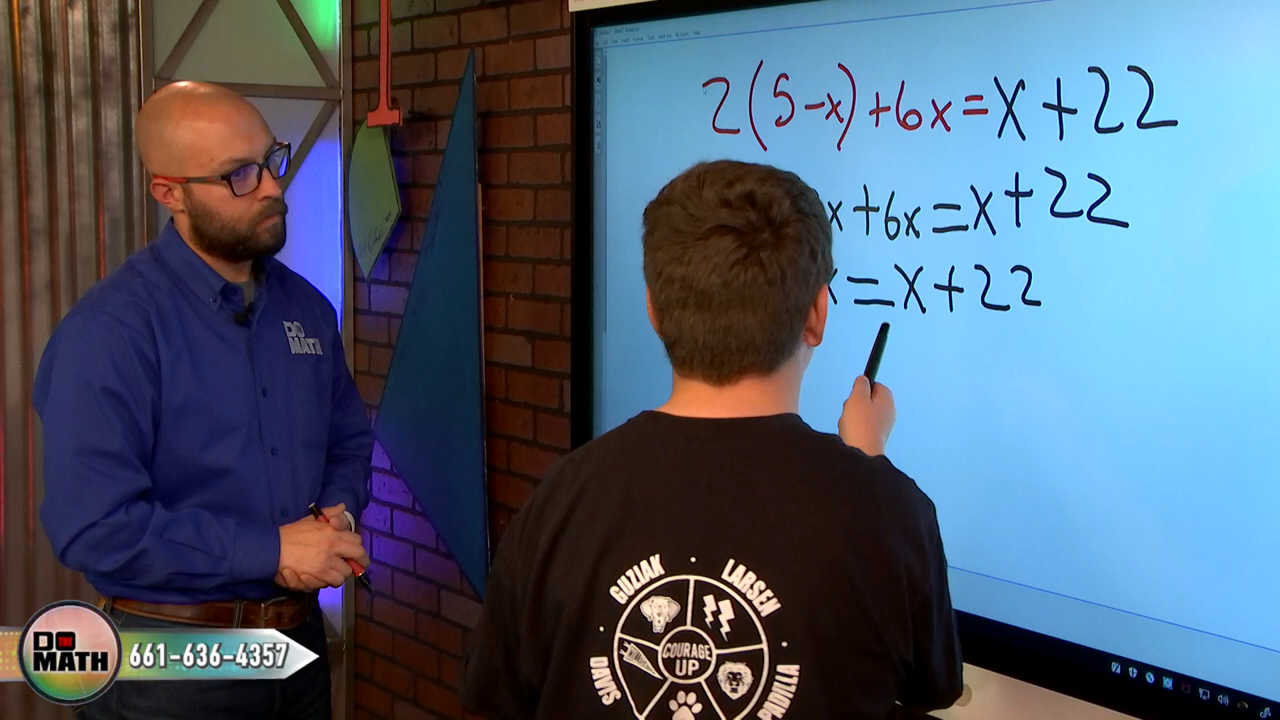 2(5-x)+6x=x+22
x+6x=x+22
x=x+22
DO
MATH
GUZIAK · LARSEN · PADILLA
DAVIS ·
COURAGE
UP
DO THE
MATH
661-636-4357